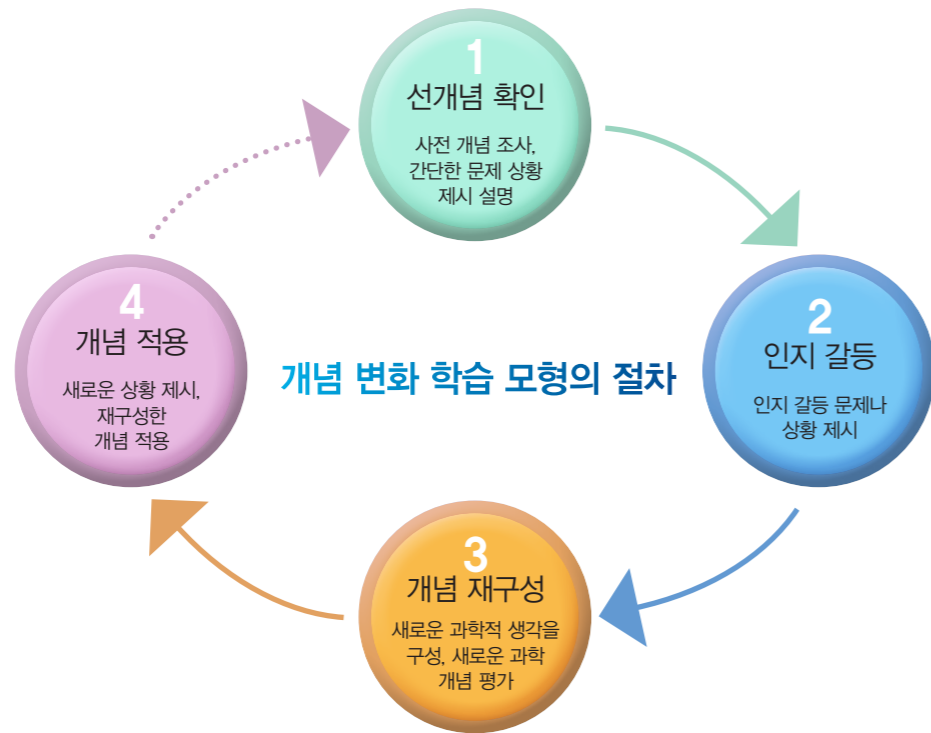 1
선개념 확인
사전 개념 조사,
간단한 문제 상황
제시 설명
2
인지 갈등
인지 갈등 문제나
상황 제시
3
개념 재구성
새로운 과학적 생각을
구성, 새로운 과학
개념 평가
4
개념 적용
새로운 상황 제시,
재구성한
개념 적용
개념 변화 학습 모형의 절차